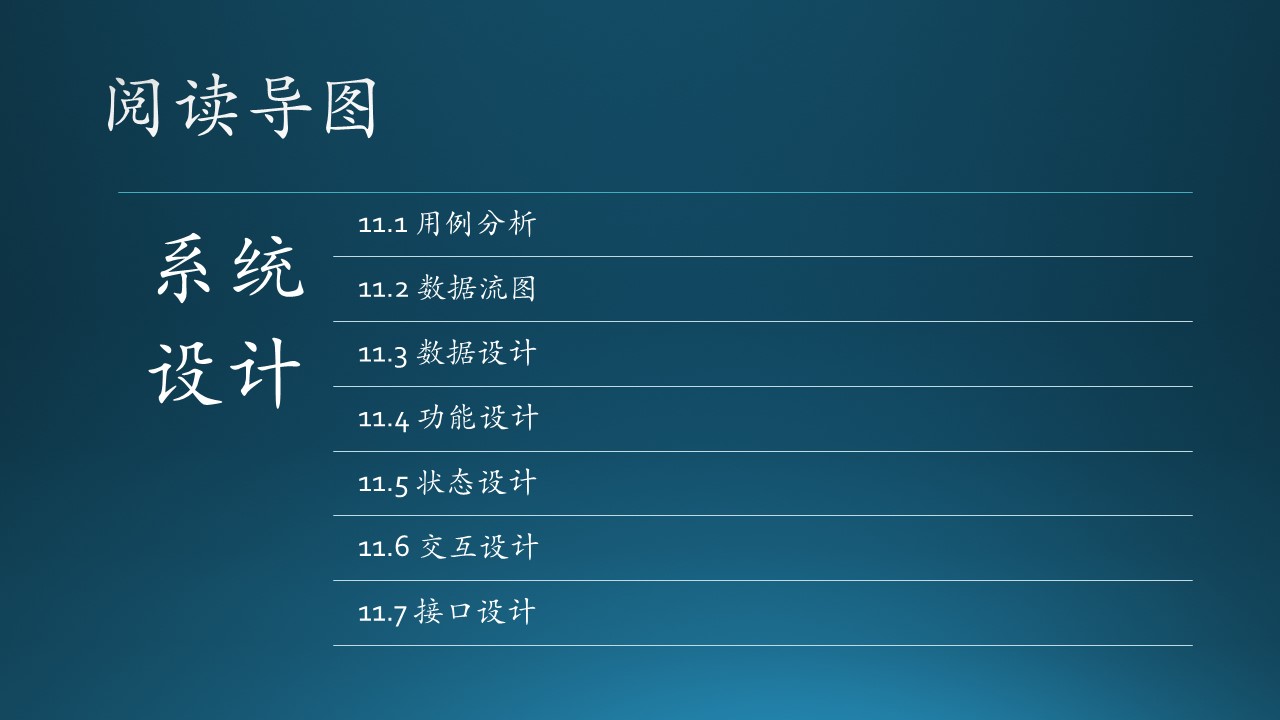 阅读导图
系统
设计
11.1 用例分析
11.2 数据流图
11.3 数据设计
11.4 功能设计
11.5 状态设计
11.6 交互设计
11.7 接口设计